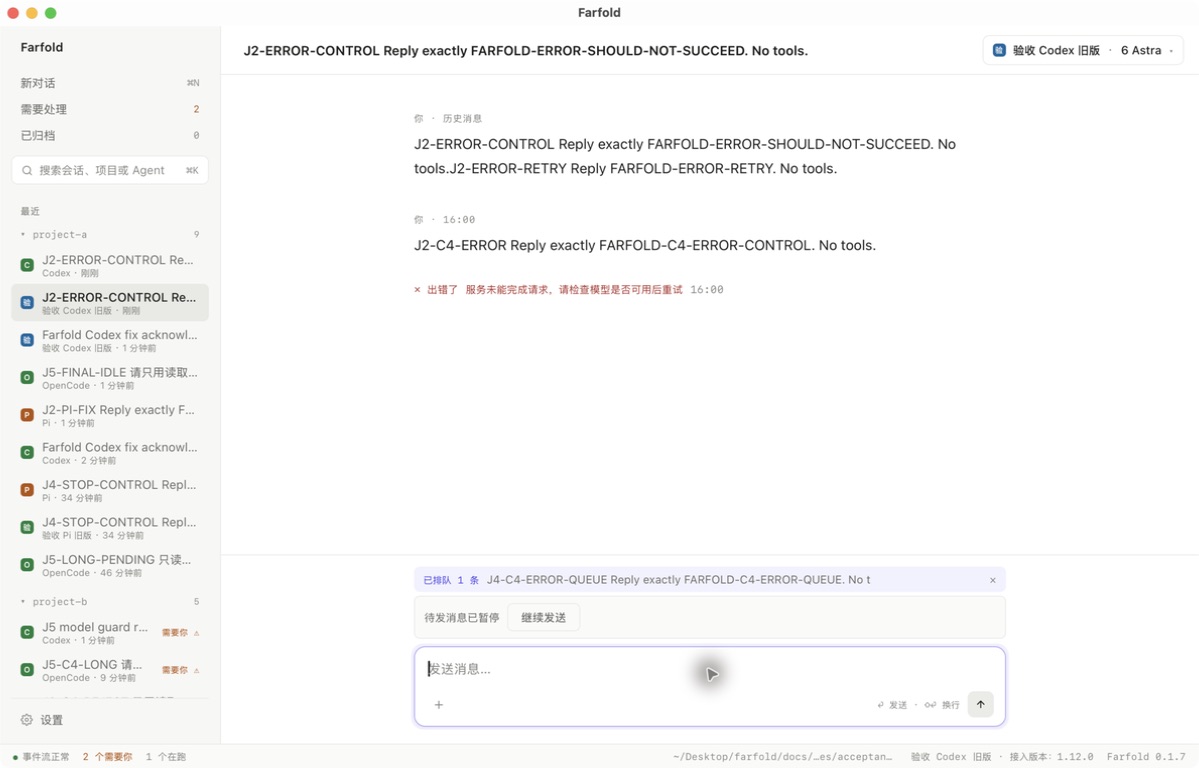 Farfold
Farfold
新对话 ⌘N
需要处理 2
已归档 0
搜索会话、项目或 Agent ⌘K
最近
project-a 9
C J2-ERROR-CONTROL Re...
Codex · 刚刚
验 J2-ERROR-CONTROL Re...
验收 Codex 旧版 · 刚刚
验 Farfold Codex fix acknowl...
验收 Codex 旧版 · 1 分钟前
O J5-FINAL-IDLE 请只用读取...
OpenCode · 1 分钟前
P J2-PI-FIX Reply exactly F...
Pi · 1 分钟前
C Farfold Codex fix acknowl...
Codex · 2 分钟前
P J4-STOP-CONTROL Repl...
Pi · 34 分钟前
验 J4-STOP-CONTROL Repl...
验收 Pi 旧版 · 34 分钟前
O J5-LONG-PENDING 只读...
OpenCode · 46 分钟前
project-b 5
C J5 model guard r... 需要你
Codex · 1 分钟前
O J5-C4-LONG 请... 需要你
OpenCode · 9 分钟前
设置
J2-ERROR-CONTROL Reply exactly FARFOLD-ERROR-SHOULD-NOT-SUCCEED. No tools.
验 验收 Codex 旧版 · 6 Astra
你 · 历史消息
J2-ERROR-CONTROL Reply exactly FARFOLD-ERROR-SHOULD-NOT-SUCCEED. No
tools.J2-ERROR-RETRY Reply FARFOLD-ERROR-RETRY. No tools.
你 · 16:00
J2-C4-ERROR Reply exactly FARFOLD-C4-ERROR-CONTROL. No tools.
× 出错了 服务未能完成请求，请检查模型是否可用后重试 16:00
已排队 1 条 J4-C4-ERROR-QUEUE Reply exactly FARFOLD-C4-ERROR-QUEUE. No t ×
待发消息已暂停 继续发送
发送消息...
+ 发送 · 换行
事件流正常 2 个需要你 1 个在跑 ~/Desktop/farfold/docs/…es/acceptan… 验收 Codex 旧版 · 接入版本: 1.12.0 Farfold 0.1.7